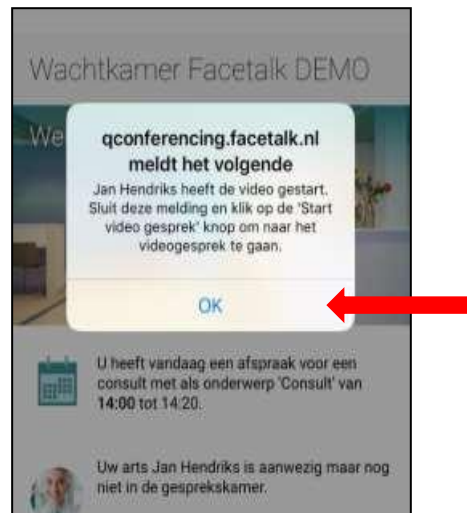 Wachtkamer Facetalk DEMO
We
qconferencing.facetalk.nl
meldt het volgende
Jan Hendriks heeft de video gestart.
Sluit deze melding en klik op de 'Start
video gesprek' knop om naar het
videogesprek te gaan.
OK
U heeft vandaag een afspraak voor een
consult met als onderwerp 'Consult' van
14:00 tot 14:20.
Uw arts Jan Hendriks is aanwezig maar nog
niet in de gesprekskamer.